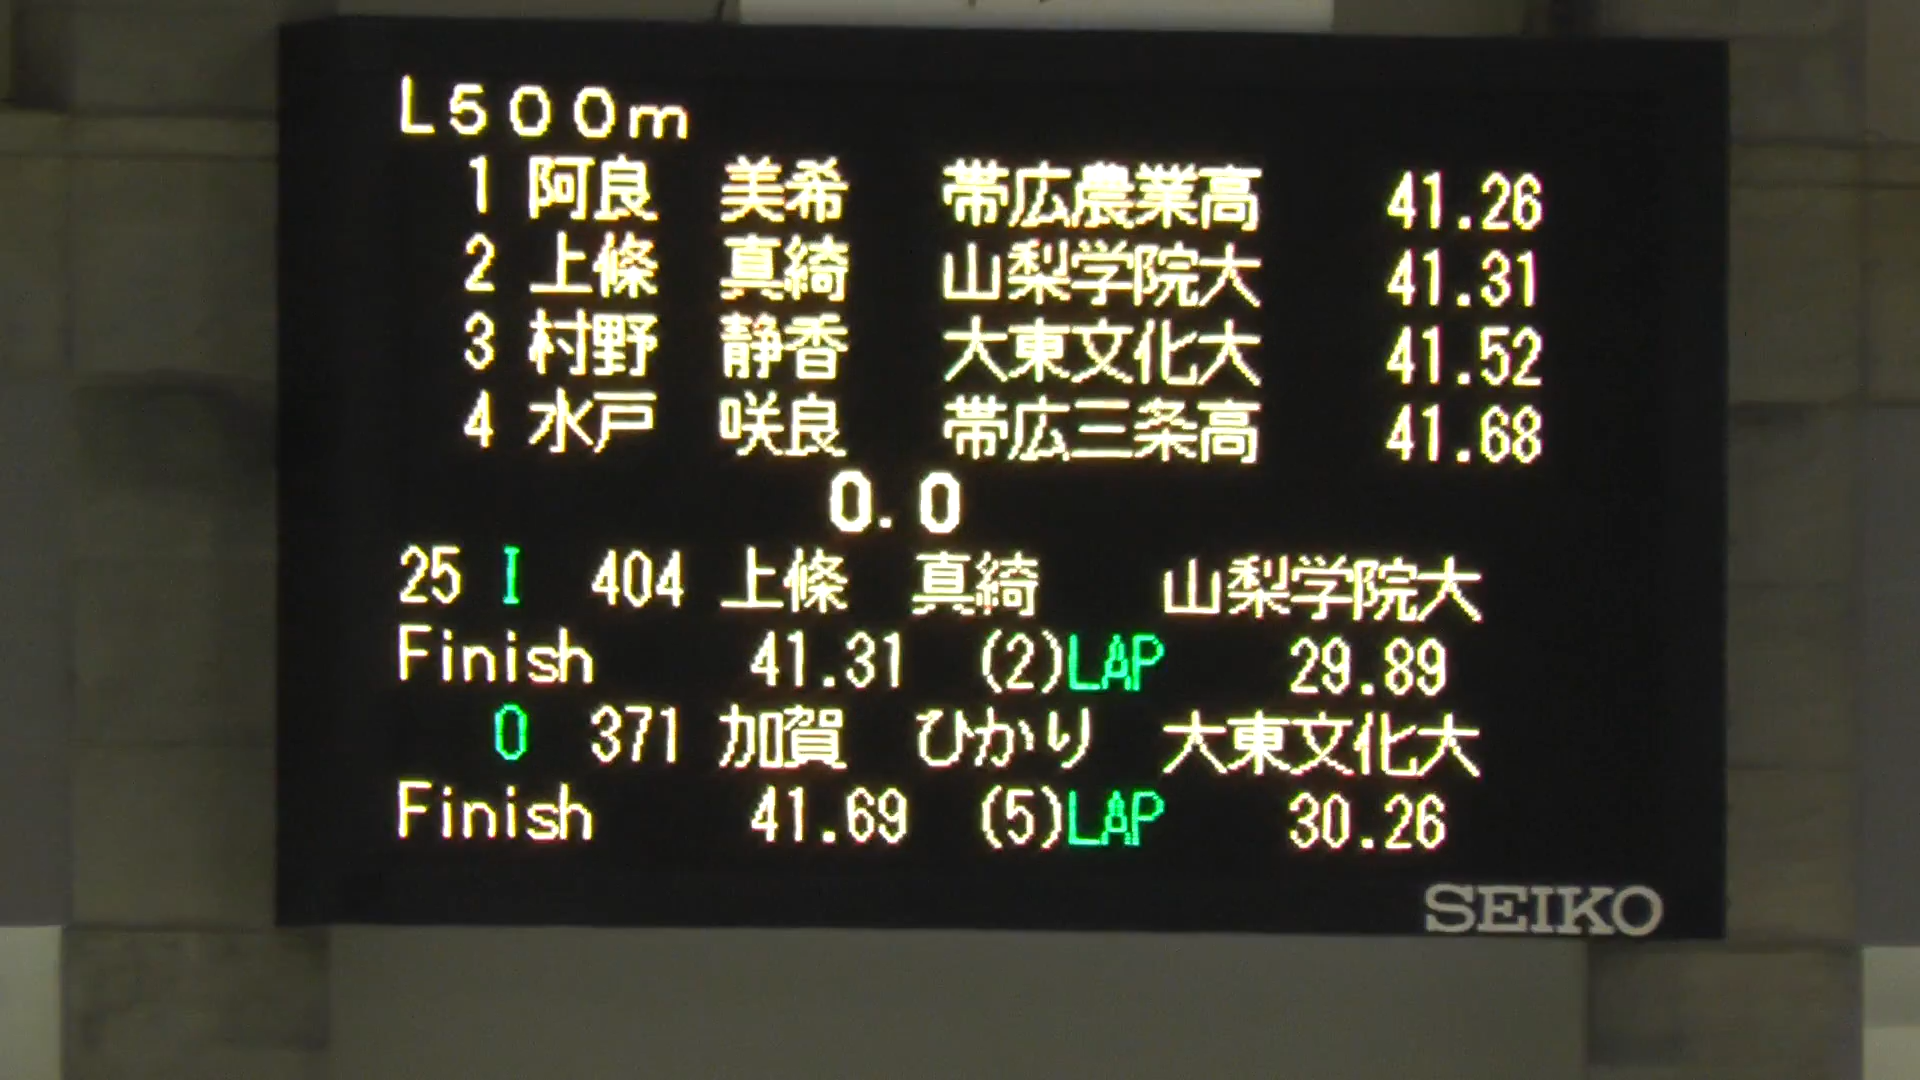 L500m
1 阿良 美希 帯広農業高 41.26
2 上條 真綺 山梨学院大 41.31
3 村野 静香 大東文化大 41.52
4 水戸 咲良 帯広三条高 41.68
0.0
25 I 404 上條 真綺 山梨学院大
Finish 41.31 (2)LAP 29.89
O 371 加賀 ひかり 大東文化大
Finish 41.69 (5)LAP 30.26
SEIKO